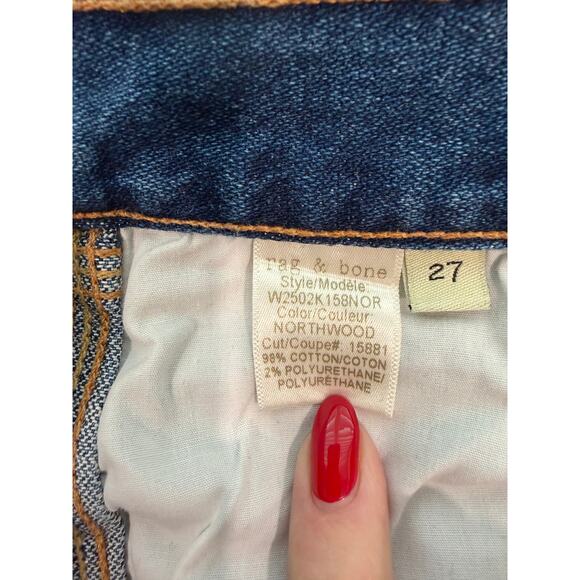 rag & bone
Style/Modèle:
W2502K158NOR
Color/Couleur:
NORTHWOOD
Cut/Coupe#: 15881
98% COTTON/COTON
2% POLYURETHANE/
POLYURÉTHANE
27